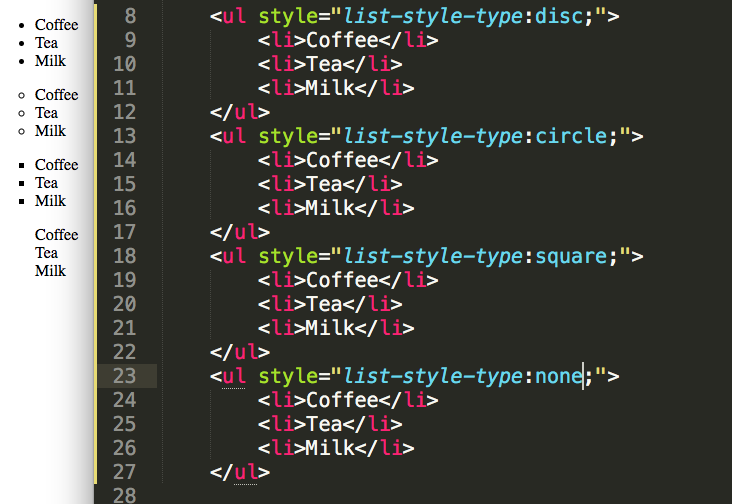 Coffee
Tea
Milk
Coffee
Tea
Milk
Coffee
Tea
Milk
Coffee
Tea
Milk
8 <ul style="list-style-type:disc;">
9 <li>Coffee</li>
10 <li>Tea</li>
11 <li>Milk</li>
12 </ul>
13 <ul style="list-style-type:circle;">
14 <li>Coffee</li>
15 <li>Tea</li>
16 <li>Milk</li>
17 </ul>
18 <ul style="list-style-type:square;">
19 <li>Coffee</li>
20 <li>Tea</li>
21 <li>Milk</li>
22 </ul>
23 <ul style="list-style-type:none;">
24 <li>Coffee</li>
25 <li>Tea</li>
26 <li>Milk</li>
27 </ul>
28